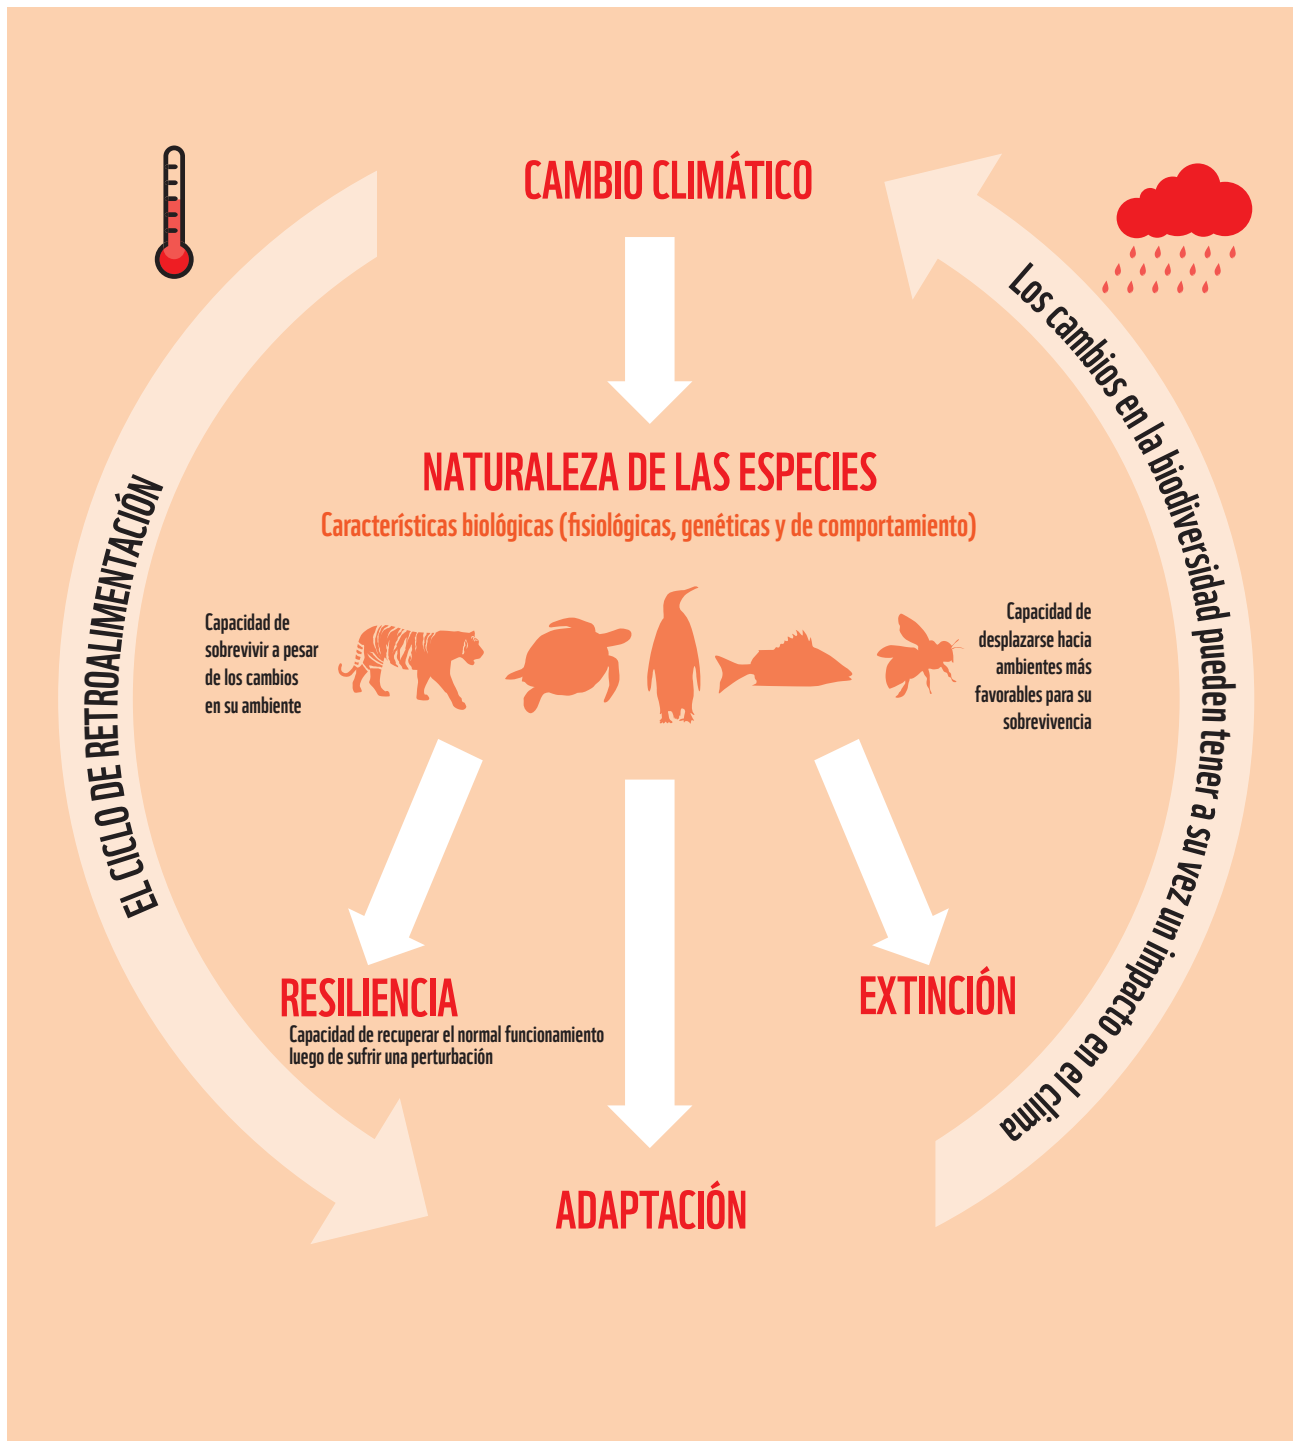 CAMBIO CLIMÁTICO
NATURALEZA DE LAS ESPECIES
Características biológicas (fisiológicas, genéticas y de comportamiento)
Capacidad de
sobrevivir a pesar
de los cambios
en su ambiente
Capacidad de
desplazarse hacia
ambientes más
favorables para su
sobrevivencia
EL CICLO DE RETROALIMENTACIÓN
Los cambios en la biodiversidad pueden tener a su vez un impacto en el clima
RESILIENCIA
Capacidad de recuperar el normal funcionamiento
luego de sufrir una perturbación
EXTINCIÓN
ADAPTACIÓN